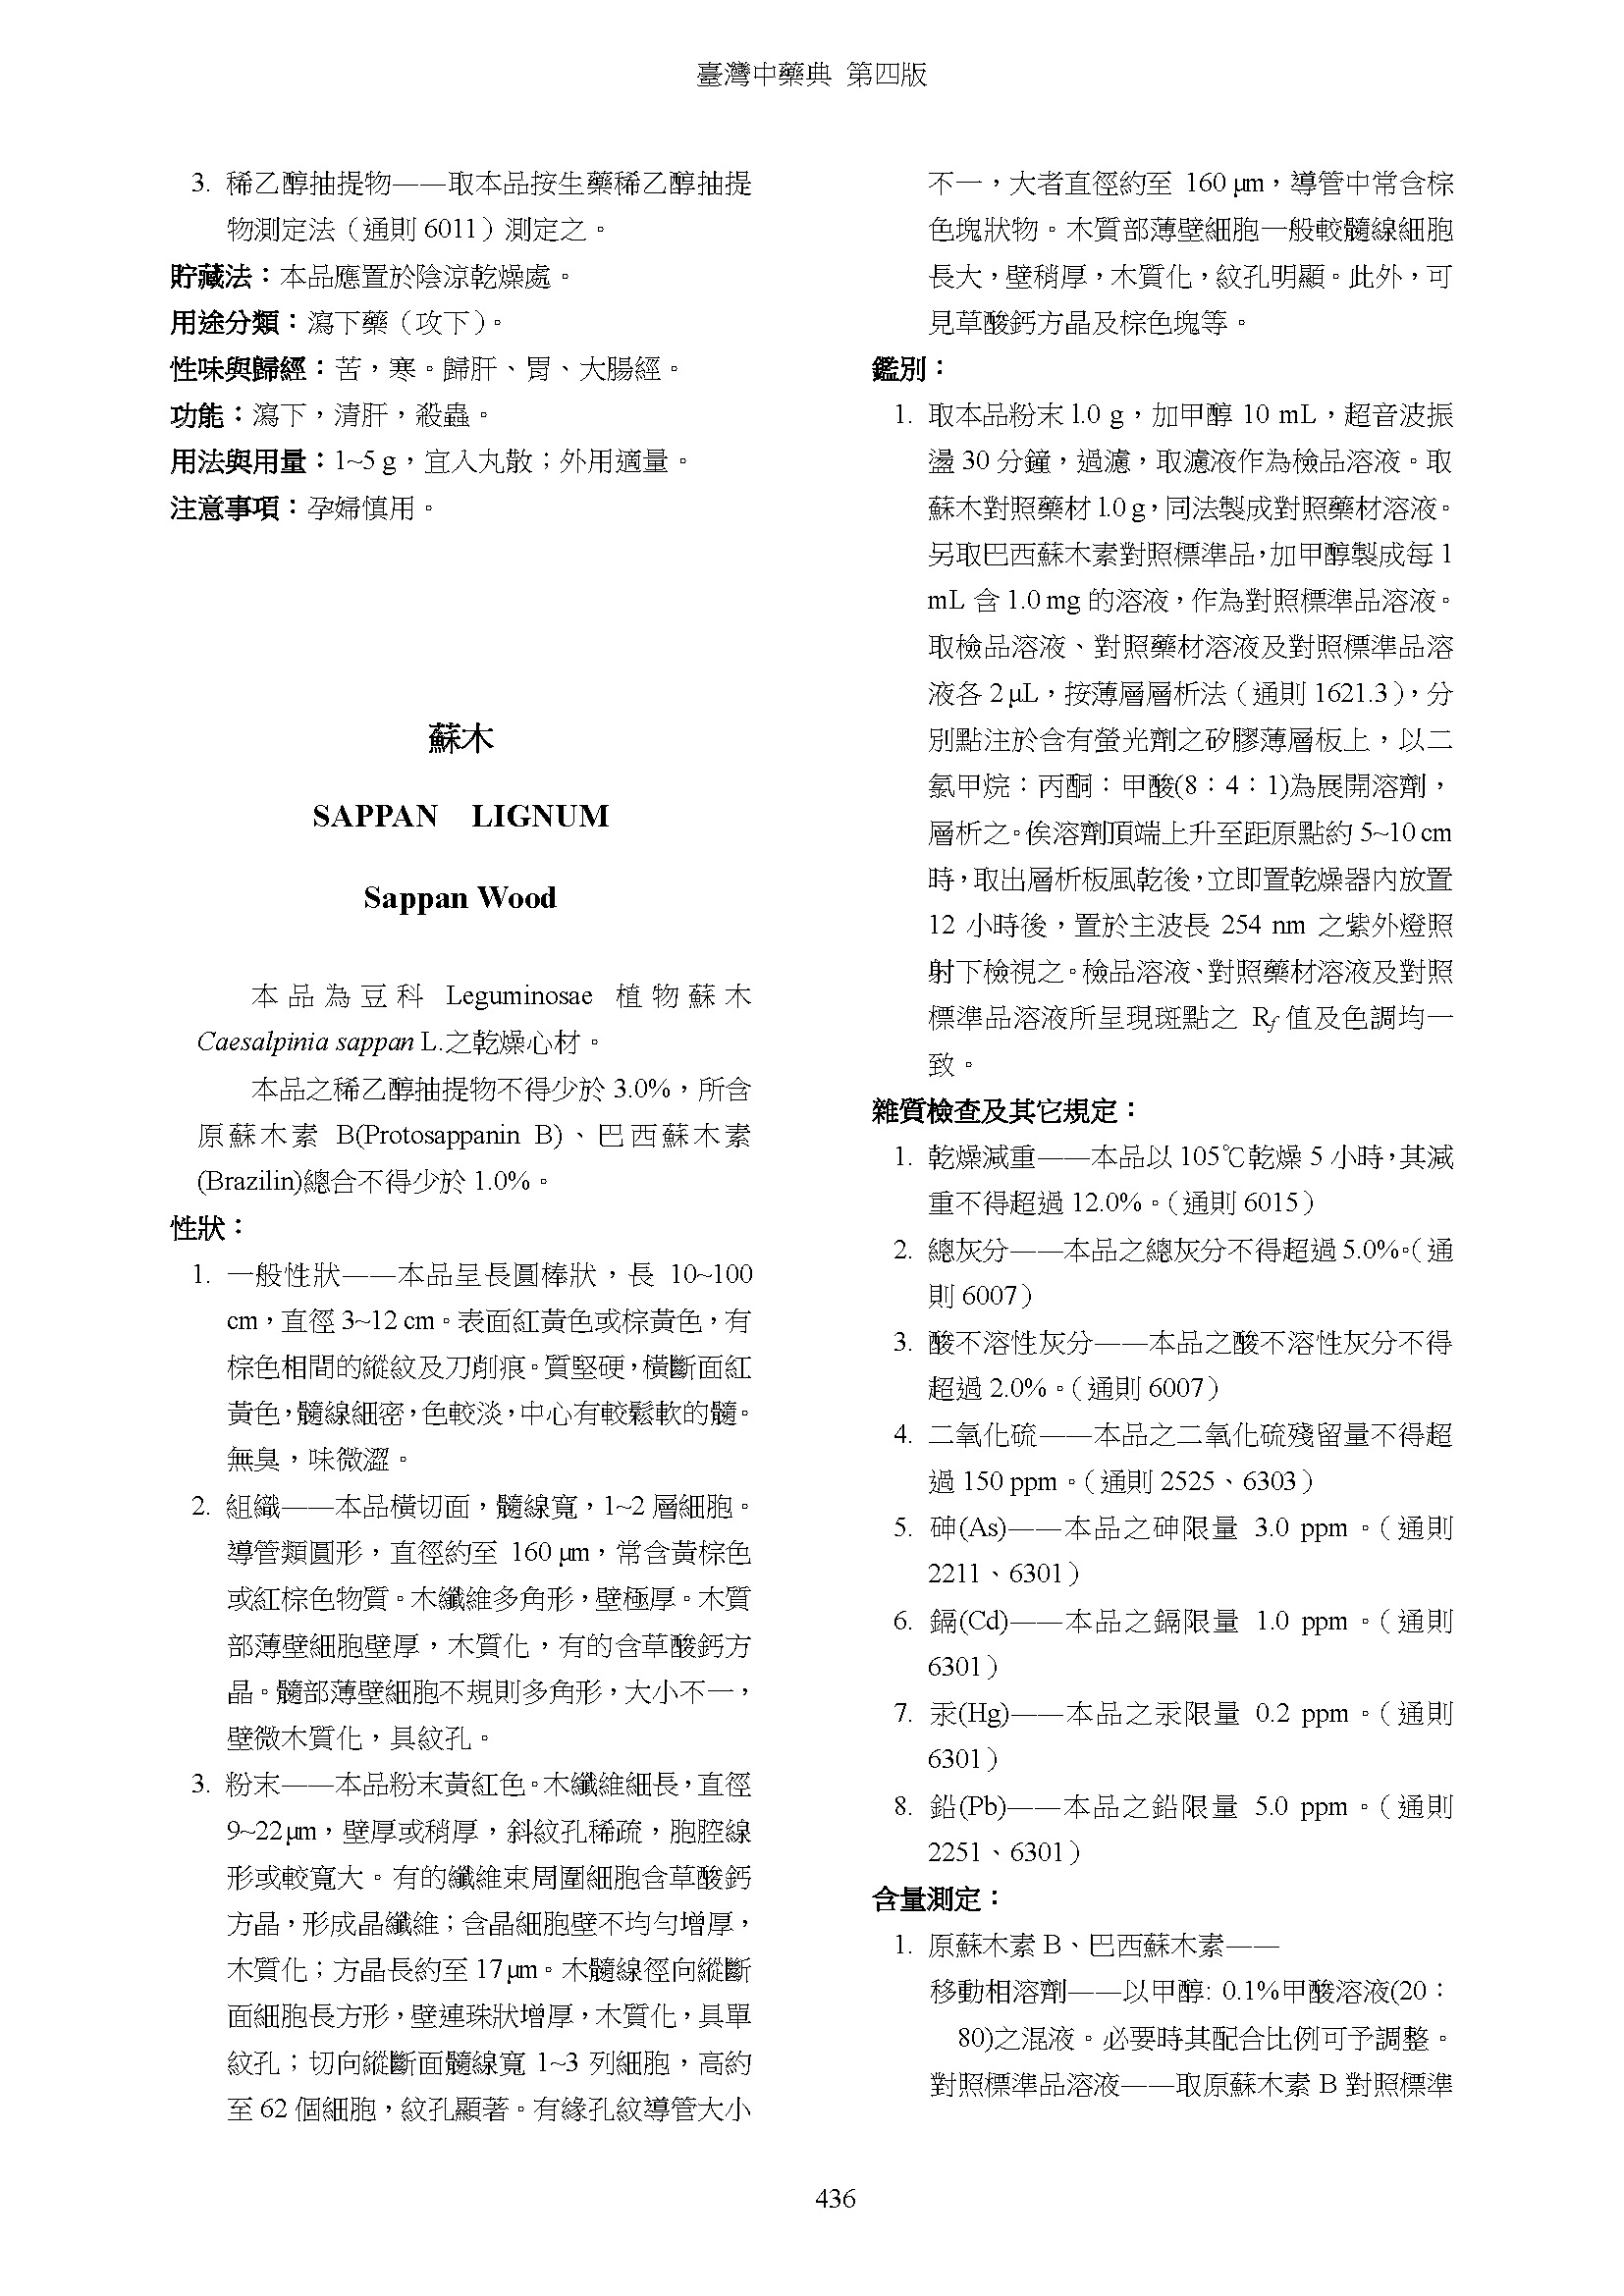 臺灣中藥典 第四版
3. 稀乙醇抽提物——取本品按生藥稀乙醇抽提
物測定法（通則 6011）測定之。
貯藏法：本品應置於陰涼乾燥處。
用途分類：瀉下藥（攻下）。
性味與歸經：苦，寒。歸肝、胃、大腸經。
功能：瀉下，清肝，殺蟲。
用法與用量：1~5 g，宜入丸散；外用適量。
注意事項：孕婦慎用。
蘇木
SAPPAN LIGNUM
Sappan Wood
本品為豆科 Leguminosae 植物蘇木
Caesalpinia sappan L.之乾燥心材。
本品之稀乙醇抽提物不得少於 3.0%，所含
原蘇木素 B(Protosappanin B)、巴西蘇木素
(Brazilin)總合不得少於 1.0%。
性狀：
1. 一般性狀——本品呈長圓棒狀，長 10~100
cm，直徑 3~12 cm。表面紅黃色或棕黃色，有
棕色相間的縱紋及刀削痕。質堅硬，橫斷面紅
黃色，髓線細密，色較淡，中心有較鬆軟的髓。
無臭，味微澀。
2. 組織——本品橫切面，髓線寬，1~2 層細胞。
導管類圓形，直徑約至 160 μm，常含黃棕色
或紅棕色物質。木纖維多角形，壁極厚。木質
部薄壁細胞壁厚，木質化，有的含草酸鈣方
晶。髓部薄壁細胞不規則多角形，大小不一，
壁微木質化，具紋孔。
3. 粉末——本品粉末黃紅色。木纖維細長，直徑
9~22 μm，壁厚或稍厚，斜紋孔稀疏，胞腔線
形或較寬大。有的纖維束周圍細胞含草酸鈣
方晶，形成晶纖維；含晶細胞壁不均勻增厚，
木質化；方晶長約至 17 μm。木髓線徑向縱斷
面細胞長方形，壁連珠狀增厚，木質化，具單
紋孔；切向縱斷面髓線寬 1~3 列細胞，高約
至 62 個細胞，紋孔顯著。有緣孔紋導管大小
不一，大者直徑約至 160 μm，導管中常含棕
色塊狀物。木質部薄壁細胞一般較髓線細胞
長大，壁稍厚，木質化，紋孔明顯。此外，可
見草酸鈣方晶及棕色塊等。
鑑別：
1. 取本品粉末 1.0 g，加甲醇 10 mL，超音波振
盪 30 分鐘，過濾，取濾液作為檢品溶液。取
蘇木對照藥材 1.0 g，同法製成對照藥材溶液。
另取巴西蘇木素對照標準品，加甲醇製成每 1
mL 含 1.0 mg 的溶液，作為對照標準品溶液。
取檢品溶液、對照藥材溶液及對照標準品溶
液各 2 μL，按薄層層析法（通則 1621.3），分
別點注於含有螢光劑之矽膠薄層板上，以二
氯甲烷：丙酮：甲酸(8：4：1)為展開溶劑，
層析之。俟溶劑頂端上升至距原點約 5~10 cm
時，取出層析板風乾後，立即置乾燥器內放置
12 小時後，置於主波長 254 nm 之紫外燈照
射下檢視之。檢品溶液、對照藥材溶液及對照
標準品溶液所呈現斑點之 Rf 值及色調均一
致。
雜質檢查及其它規定：
1. 乾燥減重——本品以 105℃乾燥 5 小時，其減
重不得超過 12.0%。（通則 6015）
2. 總灰分——本品之總灰分不得超過 5.0%。（通
則 6007）
3. 酸不溶性灰分——本品之酸不溶性灰分不得
超過 2.0%。（通則 6007）
4. 二氧化硫——本品之二氧化硫殘留量不得超
過 150 ppm。（通則 2525、6303）
5. 砷(As)——本品之砷限量 3.0 ppm。（通則
2211、6301）
6. 鎘(Cd)——本品之鎘限量 1.0 ppm。（通則
6301）
7. 汞(Hg)——本品之汞限量 0.2 ppm。（通則
6301）
8. 鉛(Pb)——本品之鉛限量 5.0 ppm。（通則
2251、6301）
含量測定：
1. 原蘇木素 B、巴西蘇木素——
移動相溶劑——以甲醇: 0.1%甲酸溶液(20：
80)之混液。必要時其配合比例可予調整。
對照標準品溶液——取原蘇木素 B 對照標準
436